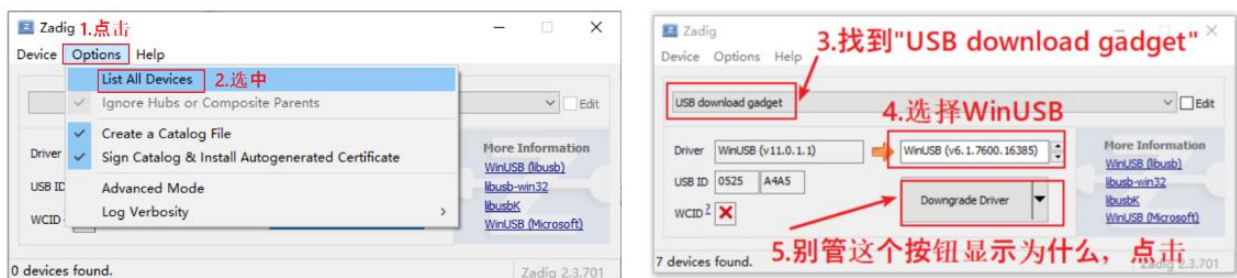 Zadig 1.点击
Device Options Help
List All Devices 2.选中
Ignore Hubs or Composite Parents
Edit
Create a Catalog File
Sign Catalog & Install Autogenerated Certificate
Advanced Mode
Log Verbosity
Driver
USB ID
WCID
More Information
WinUSB (libusb)
libusb-win32
libusbK
WinUSB (Microsoft)
0 devices found.
Zadig 2.3.701
Zadig
3.找到"USB download gadget"
Device Options Help
USB download gadget
Edit
4.选择WinUSB
Driver WinUSB (v11.0.1.1) WinUSB (v6.1.7600.16385)
USB ID 0525 A4A5
WCID ?
Downgrade Driver
More Information
WinUSB (libusb)
libusb-win32
libusbK
WinUSB (Microsoft)
5.别管这个按钮显示为什么，点击
7 devices found.
Zadig 2.3.701